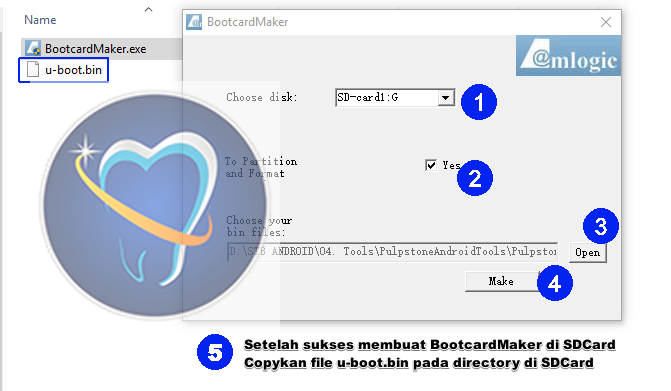 Name
BootcardMaker.exe
u-boot.bin
BootcardMaker
@mlogic
Choose disk:
SD-card1:G
1
To Partition
and Format
Yes
2
Choose your
bin files:
3
D:\STB ANDROID\04. Tools\PulpstoneAndroidTools\Pulpston
Open
Make
4
5
Setelah sukses membuat BootcardMaker di SDCard
Copykan file u-boot.bin pada directory di SDCard